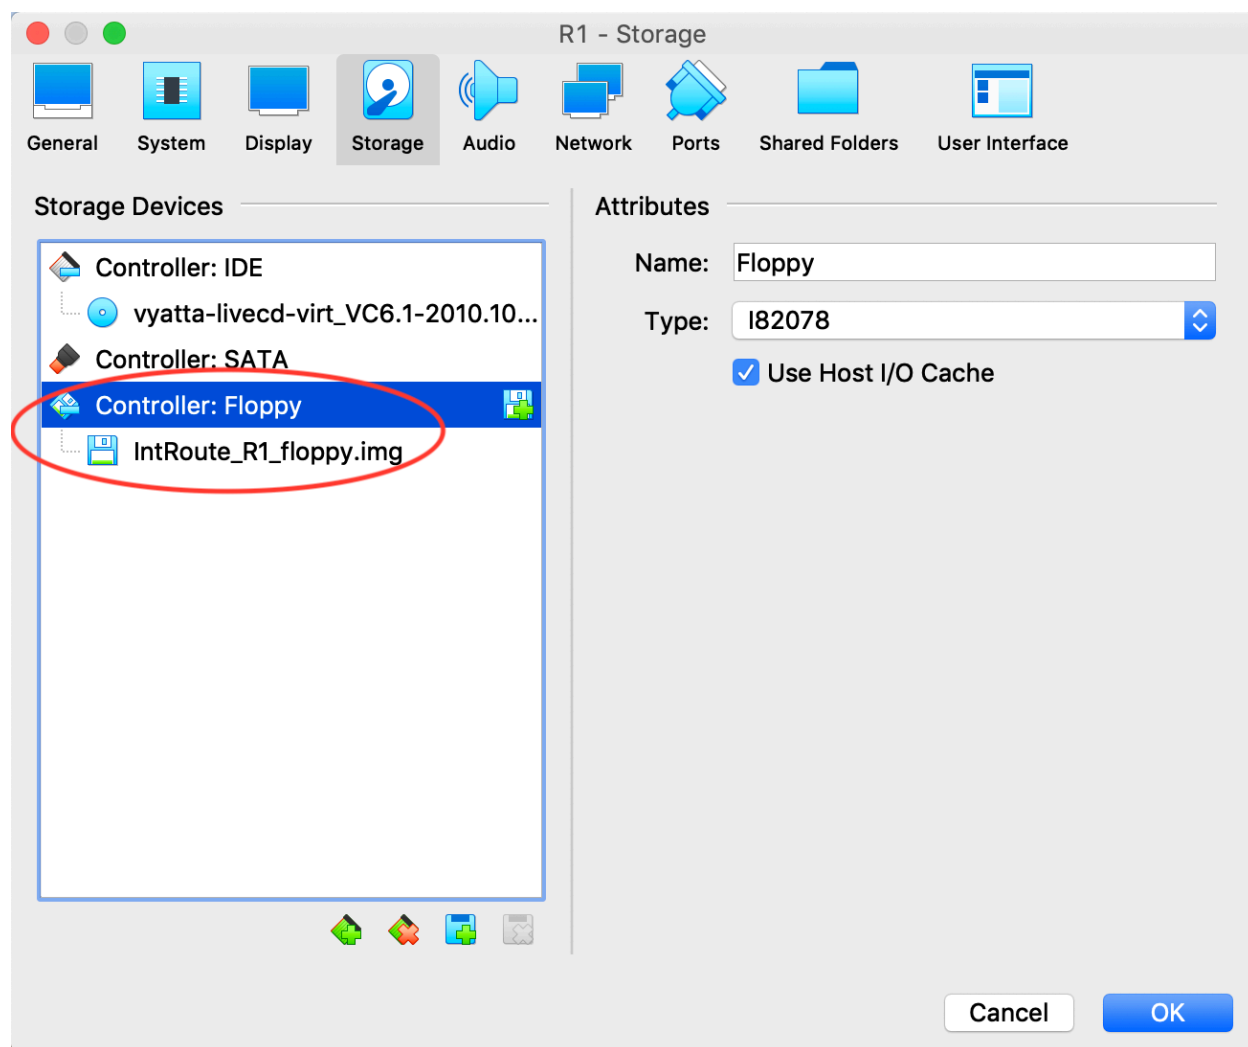 R1 - Storage
General System Display Storage Audio Network Ports Shared Folders User Interface
Storage Devices
Controller: IDE
vyatta-livecd-virt_VC6.1-2010.10...
Controller: SATA
Controller: Floppy
IntRoute_R1_floppy.img
Attributes
Name: Floppy
Type: I82078
Use Host I/O Cache
Cancel OK